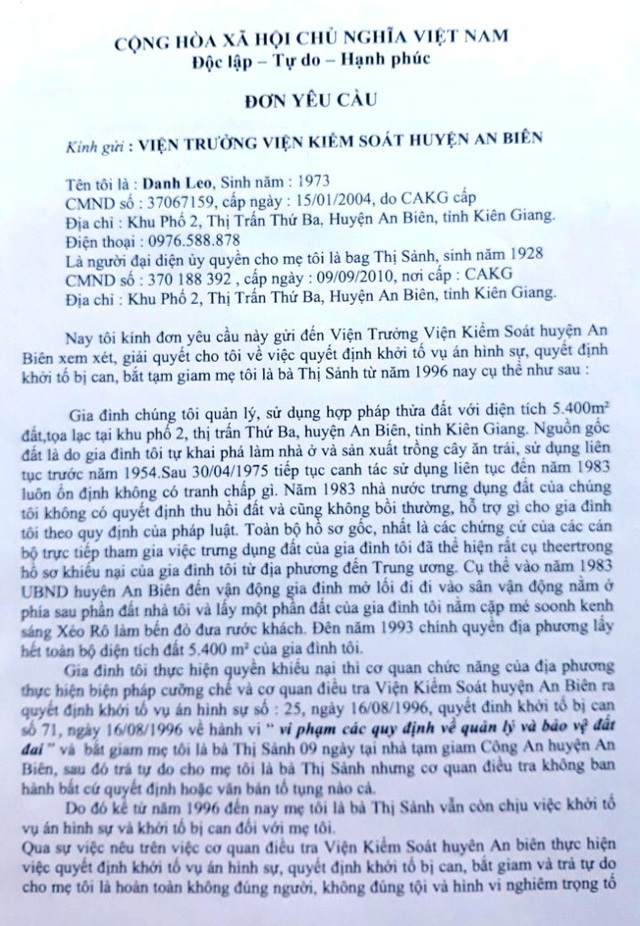 CỘNG HÒA XÃ HỘI CHỦ NGHĨA VIỆT NAM
Độc lập – Tự do – Hạnh phúc
ĐƠN YÊU CẦU
Kính gửi : VIỆN TRƯỞNG VIỆN KIỂM SOÁT HUYỆN AN BIÊN
Tên tôi là : Danh Leo, Sinh năm : 1973
CMND số : 37067159, cấp ngày : 15/01/2004, do CAKG cấp
Địa chỉ : Khu Phố 2, Thị Trấn Thứ Ba, Huyện An Biên, tỉnh Kiên Giang.
Điện thoại : 0976.588.878
Là người đại diện ủy quyền cho mẹ tôi là bag Thị Sảnh, sinh năm 1928
CMND số : 370 188 392 , cấp ngày : 09/09/2010, nơi cấp : CAKG
Địa chỉ : Khu Phố 2, Thị Trấn Thứ Ba, Huyện An Biên, tỉnh Kiên Giang.
Nay tôi kính đơn yêu cầu này gửi đến Viện Trưởng Viện Kiểm Soát huyện An
Biên xem xét, giải quyết cho tôi về việc quyết định khởi tố vụ án hình sự, quyết định
khởi tố bị can, bắt tạm giam mẹ tôi là bà Thị Sảnh từ năm 1996 nay cụ thể như sau :
Gia đình chúng tôi quản lý, sử dụng hợp pháp thửa đất với diện tích 5.400m²
đất,tọa lạc tại khu phố 2, thị trấn Thứ Ba, huyện An Biên, tỉnh Kiên Giang. Nguồn gốc
đất là do gia đình tôi tự khai phá làm nhà ở và sản xuất trồng cây ăn trái, sử dụng liên
tục trước năm 1954.Sau 30/04/1975 tiếp tục canh tác sử dụng liên tục đến năm 1983
luôn ổn định không có tranh chấp gì. Năm 1983 nhà nước trưng dụng đất của chúng
tôi không có quyết định thu hồi đất và cũng không bồi thường, hỗ trợ gì cho gia đình
tôi theo quy định của pháp luật. Toàn bộ hồ sơ gốc, nhất là các chứng cứ của các cán
bộ trực tiếp tham gia việc trưng dụng đất của gia đình tôi đã thể hiện rất cụ theertrong
hồ sơ khiếu nại của gia đình tôi từ địa phương đến Trung ương. Cụ thể vào năm 1983
UBND huyện An Biên đến vận động gia đình mở lối đi đi vào sân vận động nằm ở
phía sau phần đất nhà tôi và lấy một phần đất của gia đình tôi nằm cặp mé soonh kenh
sáng Xẻo Rô làm bến đò đưa rước khách. Đên năm 1993 chính quyền địa phương lấy
hết toàn bộ diện tích đất 5.400 m² của gia đình tôi.
Gia đình tôi thực hiện quyền khiếu nại thì cơ quan chức năng của địa phương
thực hiện biện pháp cưỡng chế và cơ quan điều tra Viện Kiểm Soát huyện An Biên ra
quyết định khởi tố vụ án hình sự số : 25, ngày 16/08/1996, quyết đinh khởi tố bị can
số 71, ngày 16/08/1996 về hành vi “ vi phạm các quy định về quản lý và bảo vệ đất
đai ” và bắt giam mẹ tôi là bà Thị Sảnh 09 ngày tại nhà tạm giam Công An huyện An
Biên, sau đó trả tự do cho mẹ tôi là bà Thị Sảnh nhưng cơ quan điều tra không ban
hành bất cứ quyết định hoặc văn bản tố tụng nào cả.
Do đó kể từ năm 1996 đến nay mẹ tôi là bà Thị Sảnh vẫn còn chịu việc khởi tố
vụ án hình sự và khởi tố bị can đối với mẹ tôi.
Qua sự việc nêu trên việc cơ quan điều tra Viện Kiểm Soát huyên An biên thực hiện
việc quyết định khởi tố vụ án hình sự, quyết định khởi tố bị can, bắt giam và trả tự do
cho mẹ tôi là hoàn toàn không đúng người, không đúng tội và hình vi nghiêm trọng tố